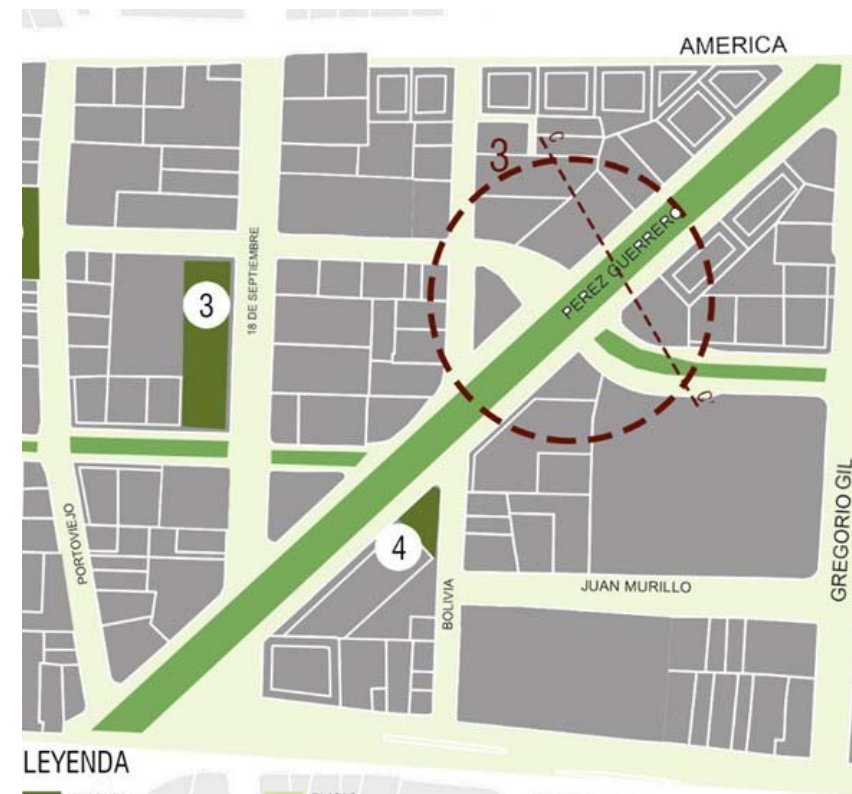 AMERICA
3
C
PEREZ GUERRERO
18 DE SEPTIEMBRE
3
C'
4
PORTOVIEJO
BOLIVIA
JUAN MURILLO
GREGORIO GIL
LEYENDA